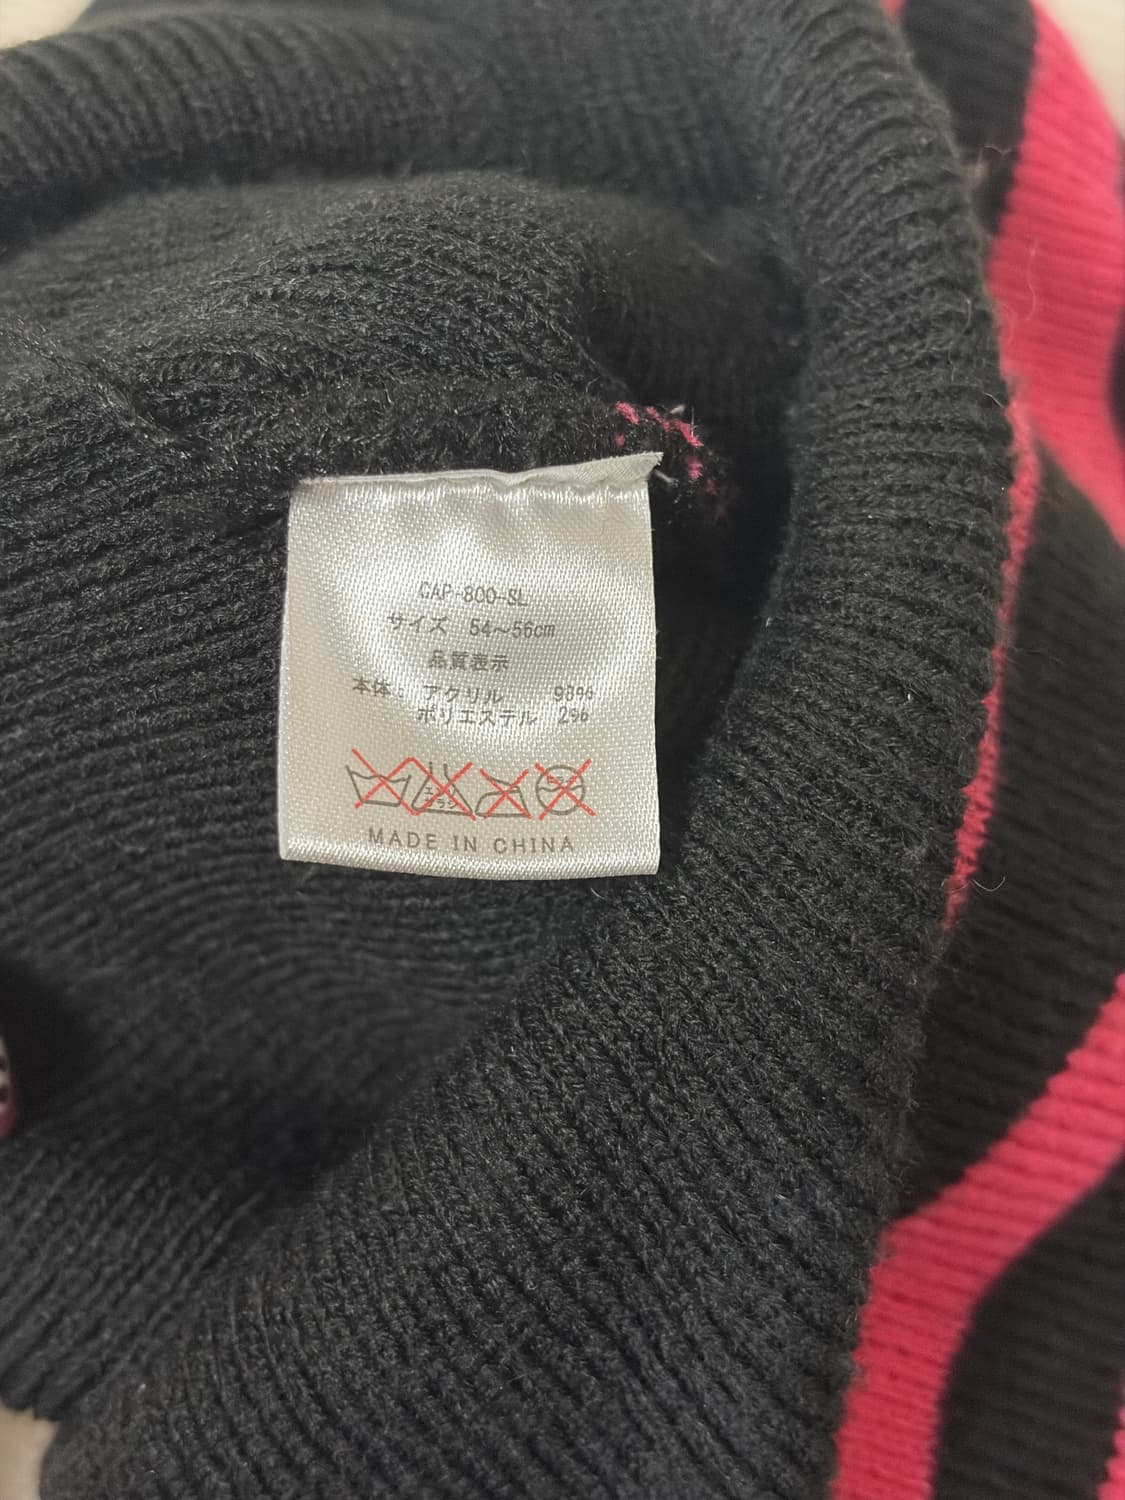 CAP-800-SL
サイズ 54～56cm
品質表示
本体： アクリル 98%
ポリエステル 2%
MADE IN CHINA